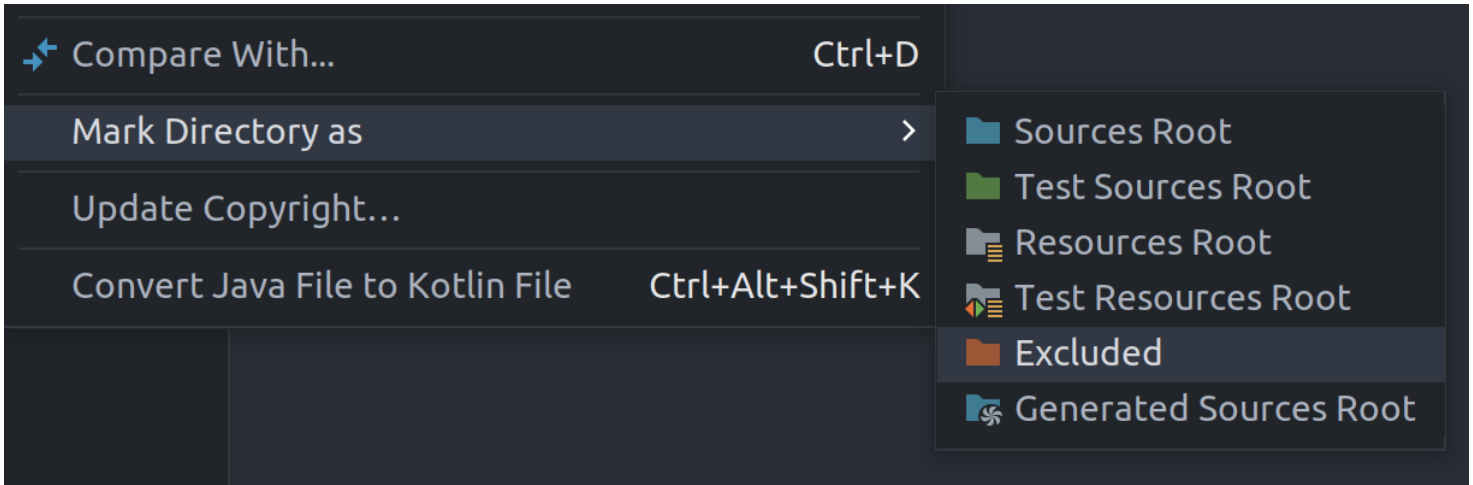 Compare With... Ctrl+D
Mark Directory as
Update Copyright…
Convert Java File to Kotlin File Ctrl+Alt+Shift+K
Sources Root
Test Sources Root
Resources Root
Test Resources Root
Excluded
Generated Sources Root